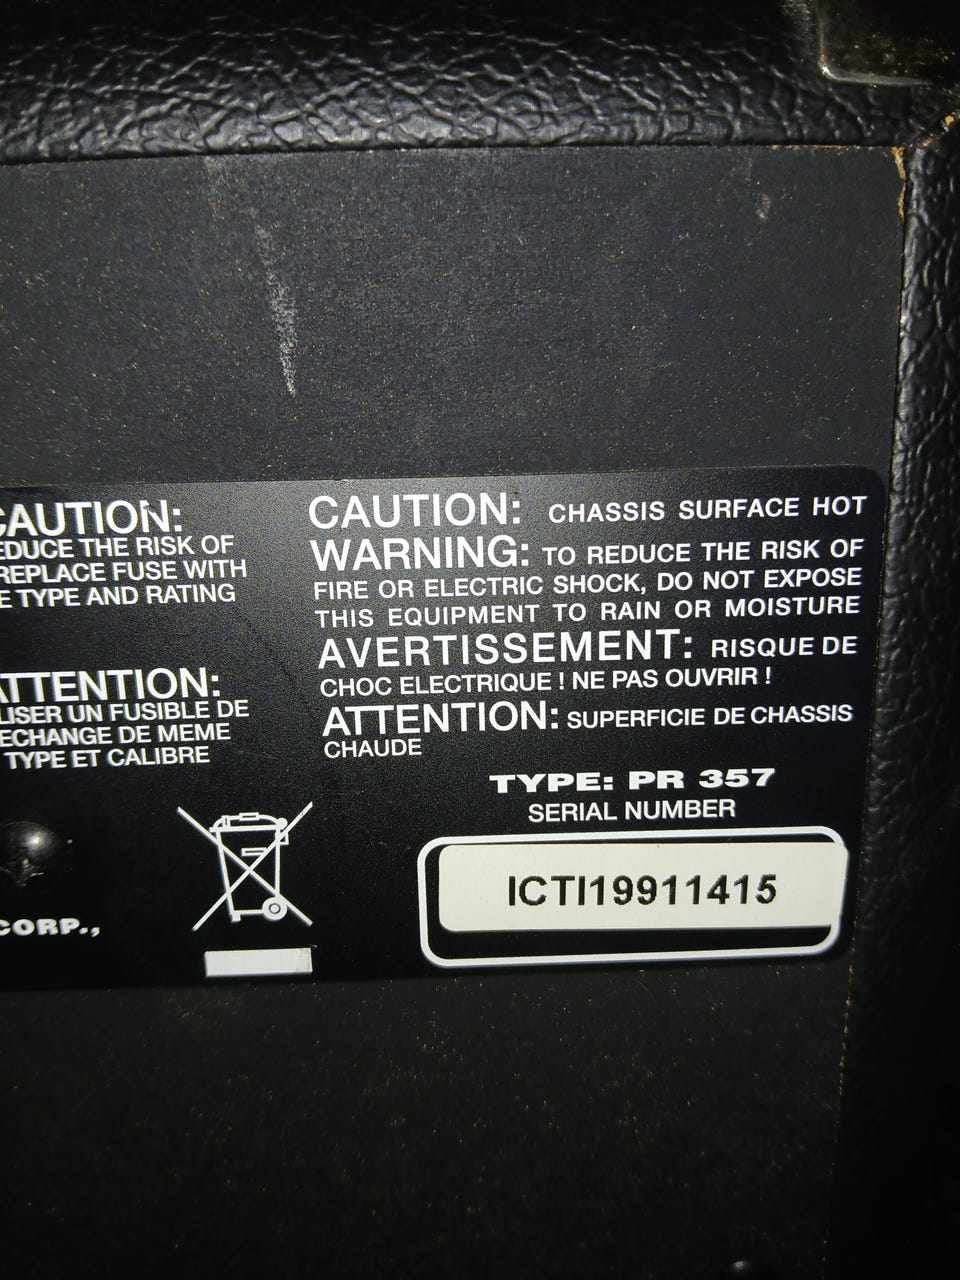 CAUTION:
EDUCE THE RISK OF
REPLACE FUSE WITH
E TYPE AND RATING
ATTENTION:
LISER UN FUSIBLE DE
ECHANGE DE MEME
TYPE ET CALIBRE
CORP.,
CAUTION: CHASSIS SURFACE HOT
WARNING: TO REDUCE THE RISK OF
FIRE OR ELECTRIC SHOCK, DO NOT EXPOSE
THIS EQUIPMENT TO RAIN OR MOISTURE
AVERTISSEMENT: RISQUE DE
CHOC ELECTRIQUE ! NE PAS OUVRIR !
ATTENTION: SUPERFICIE DE CHASSIS
CHAUDE
TYPE: PR 357
SERIAL NUMBER
ICTI19911415